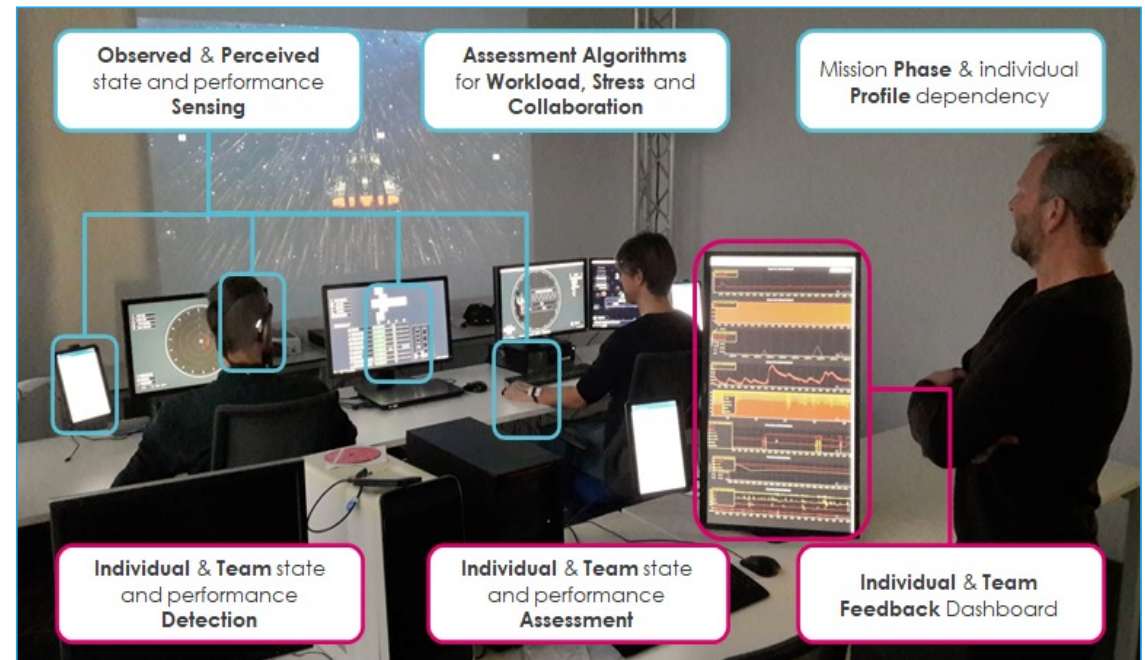 Observed & Perceived
state and performance
Sensing
Assessment Algorithms
for Workload, Stress and
Collaboration
Mission Phase & individual
Profile dependency
Individual & Team state
and performance
Detection
Individual & Team state
and performance
Assessment
Individual & Team
Feedback Dashboard